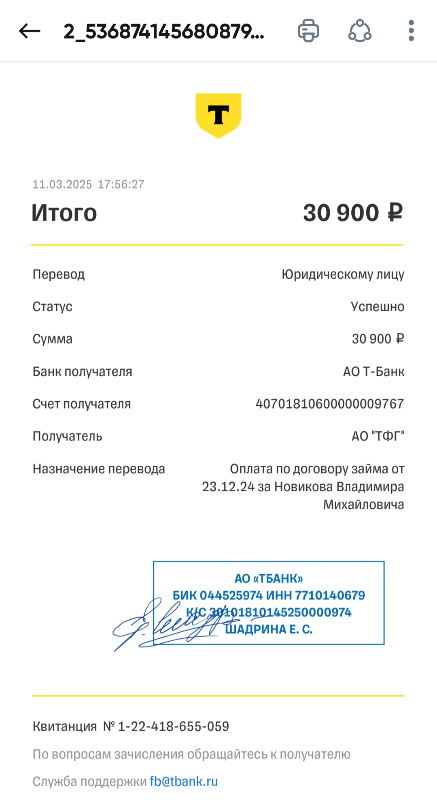 2_536874145680879...
T
11.03.2025 17:56:27
Итого 30 900 ₽
Перевод Юридическому лицу
Статус Успешно
Сумма 30 900 ₽
Банк получателя АО Т-Банк
Счет получателя 40701810600000009767
Получатель АО "ТФГ"
Назначение перевода Оплата по договору займа от
23.12.24 за Новикова Владимира
Михайловича
АО «ТБАНК»
БИК 044525974 ИНН 7710140679
К/С 30101810145250000974
ШАДРИНА Е. С.
Квитанция № 1-22-418-655-059
По вопросам зачисления обращайтесь к получателю
Служба поддержки fb@tbank.ru